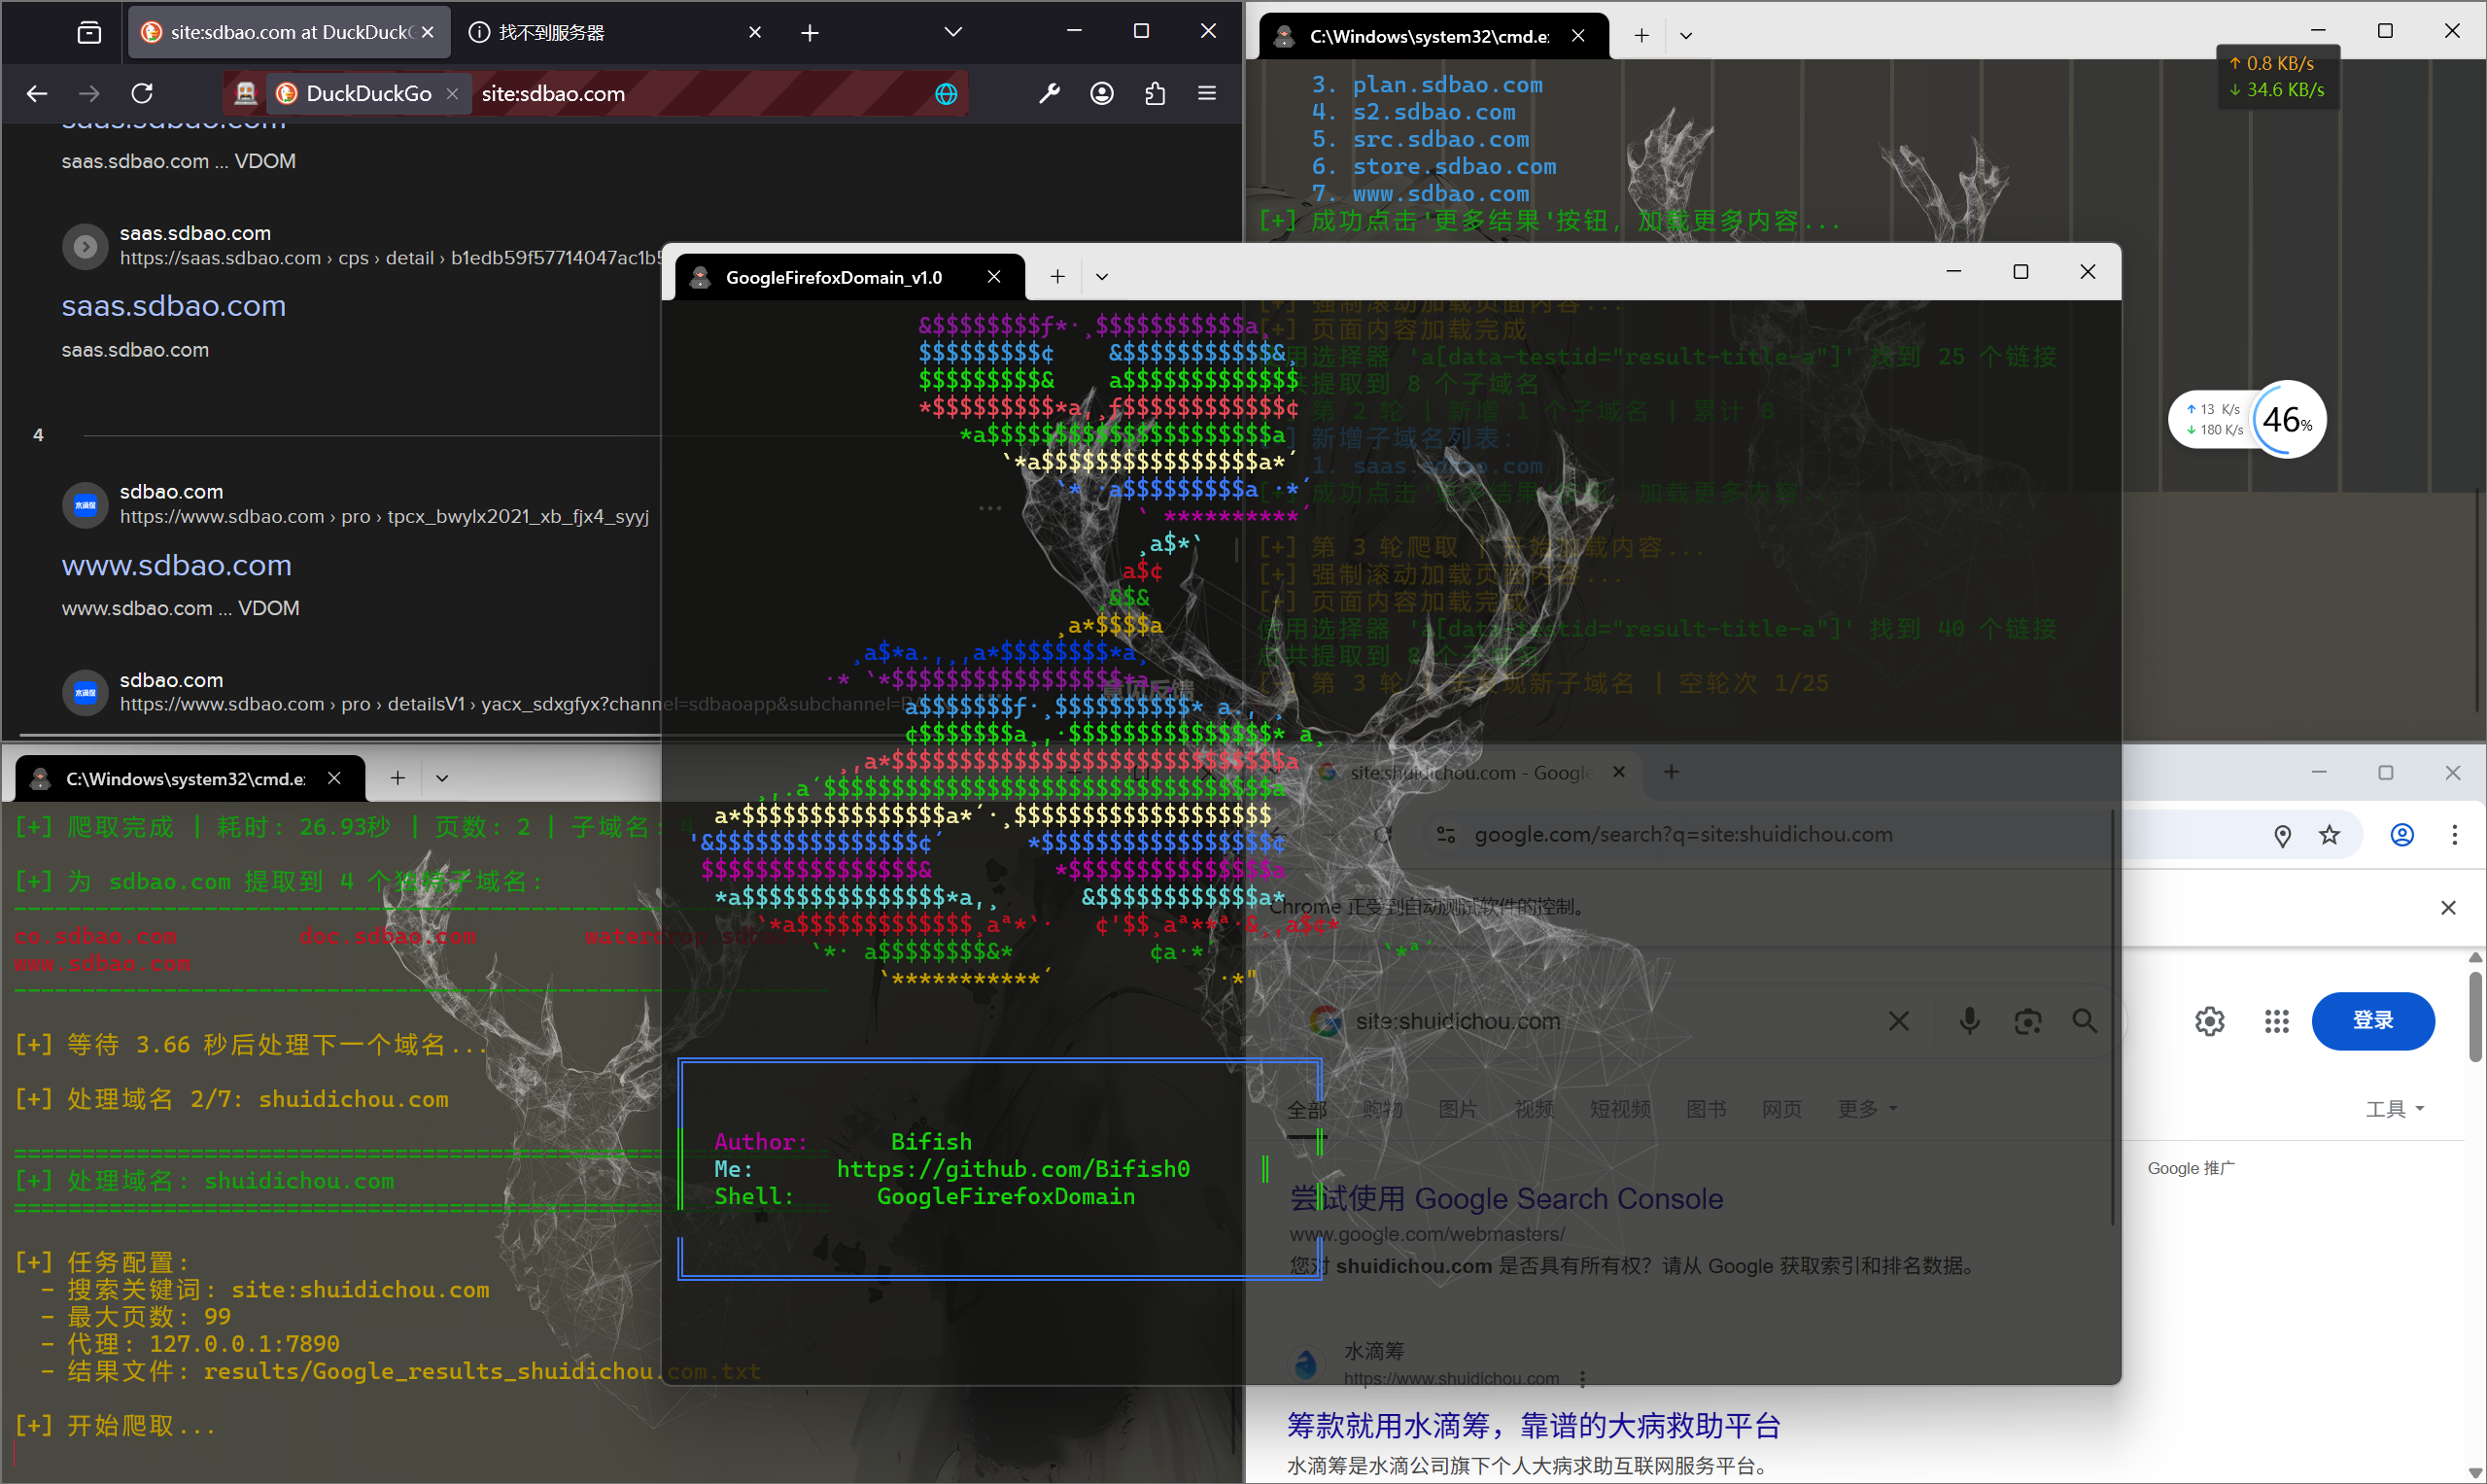 site:sdbao.com at DuckDuckG
找不到服务器
DuckDuckGo
site:sdbao.com
saas.sdbao.com
saas.sdbao.com ... VDOM
saas.sdbao.com
https://saas.sdbao.com › cps › detail › b1edb59f57714047ac1b5
saas.sdbao.com
saas.sdbao.com
4
sdbao.com
https://www.sdbao.com › pro › tpcx_bwylx2021_xb_fjx4_syyj
www.sdbao.com
www.sdbao.com ... VDOM
sdbao.com
https://www.sdbao.com › pro › detailsV1 › yacx_sdxgfyx?channel=sdbaoapp&subchannel=
C:\Windows\system32\cmd.e
↑ 0.8 KB/s
↓ 34.6 KB/s
3. plan.sdbao.com
4. s2.sdbao.com
5. src.sdbao.com
6. store.sdbao.com
7. www.sdbao.com
[+] 成功点击'更多结果'按钮, 加载更多内容...
[+] 强制滚动加载页面内容...
[+] 页面内容加载完成
用选择器 'a[data-testid="result-title-a"]' 找到 25 个链接
共提取到 8 个子域名
第 2 轮 | 新增 1 个子域名 | 累计 8
新增子域名列表:
1. saas.sdbao.com
[+] 成功点击'更多结果' 加载更多内容
[+] 第 3 轮爬取 | 开始加载内容...
[+] 强制滚动加载页面内容...
[+] 页面内容加载完成
使用选择器 'a[data-testid="result-title-a"]' 找到 40 个链接
总共提取到 8 个子域名
[+] 第 3 轮 | 未发现新子域名 | 空轮次 1/25
↑ 13 K/s
↓ 180 K/s
46%
GoogleFirefoxDomain_v1.0
意见反馈
Author: Bifish
Me: https://github.com/Bifish0
Shell: GoogleFirefoxDomain
C:\Windows\system32\cmd.e
[+] 爬取完成 | 耗时: 26.93秒 | 页数: 2 | 子域名: 4
[+] 为 sdbao.com 提取到 4 个独特子域名:
co.sdbao.com doc.sdbao.com waterdrop.sdbao
www.sdbao.com
[+] 等待 3.66 秒后处理下一个域名...
[+] 处理域名 2/7: shuidichou.com
[+] 处理域名: shuidichou.com
[+] 任务配置:
- 搜索关键词: site:shuidichou.com
- 最大页数: 99
- 代理: 127.0.0.1:7890
- 结果文件: results/Google_results_shuidichou.com.txt
[+] 开始爬取...
site:shuidichou.com - Google
google.com/search?q=site:shuidichou.com
Chrome 正受到自动测试软件的控制。
site:shuidichou.com
登录
全部 购物 图片 视频 短视频 图书 网页 更多
工具
Google 推广
尝试使用 Google Search Console
www.google.com/webmasters/
您对 shuidichou.com 是否具有所有权？请从 Google 获取索引和排名数据。
水滴筹
https://www.shuidichou.com
筹款就用水滴筹，靠谱的大病救助平台
水滴筹是水滴公司旗下个人大病求助互联网服务平台。